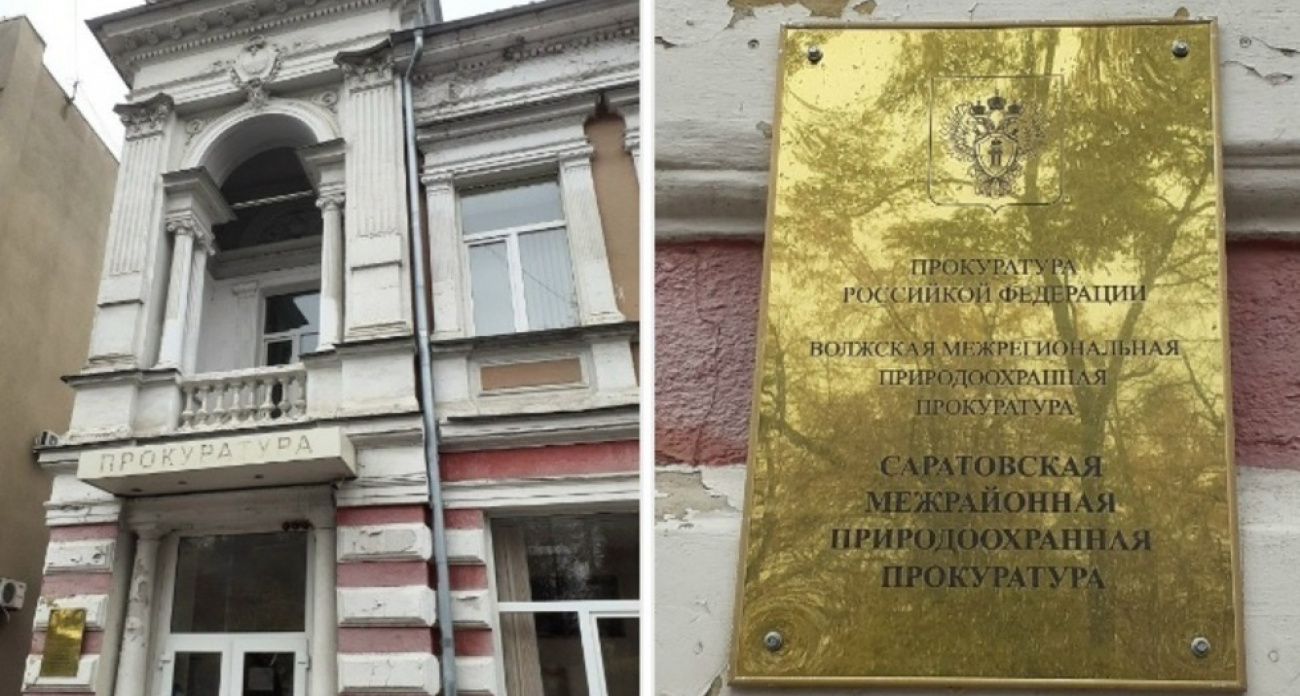 ПРОКУРАТУРА
ПРОКУРАТУРА
РОССИЙКОЙ ФЕДЕРАЦИИ
ВОЛЖСКАЯ МЕЖРЕГИОНАЛЬНАЯ
ПРИРОДООХРАННАЯ
ПРОКУРАТУРА
САРАТОВСКАЯ
МЕЖРАЙОННАЯ
ПРИРОДООХРАННАЯ
ПРОКУРАТУРА